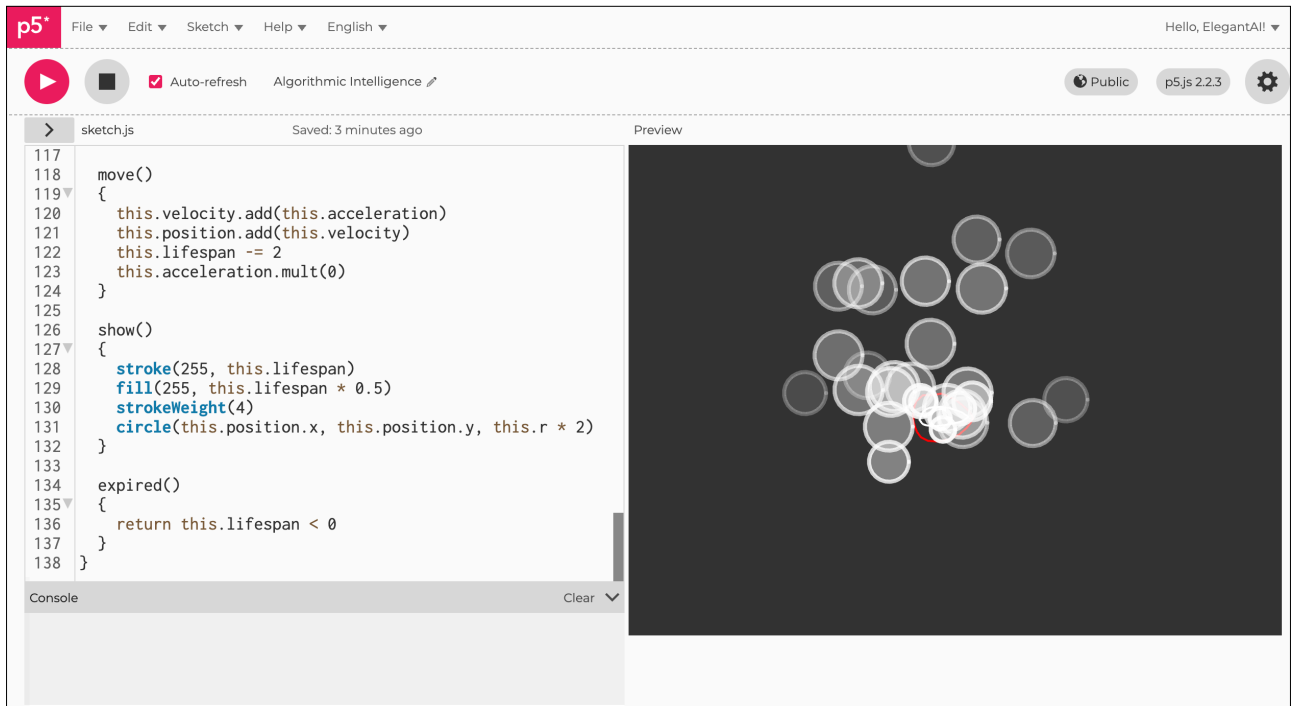 p5*
File Edit Sketch Help English Hello, ElegantAI!
Auto-refresh Algorithmic Intelligence Public p5.js 2.2.3
sketch.js Saved: 3 minutes ago Preview
117
118 move()
119 {
120 this.velocity.add(this.acceleration)
121 this.position.add(this.velocity)
122 this.lifespan -= 2
123 this.acceleration.mult(0)
124 }
125
126 show()
127 {
128 stroke(255, this.lifespan)
129 fill(255, this.lifespan * 0.5)
130 strokeWeight(4)
131 circle(this.position.x, this.position.y, this.r * 2)
132 }
133
134 expired()
135 {
136 return this.lifespan < 0
137 }
138 }
Console Clear